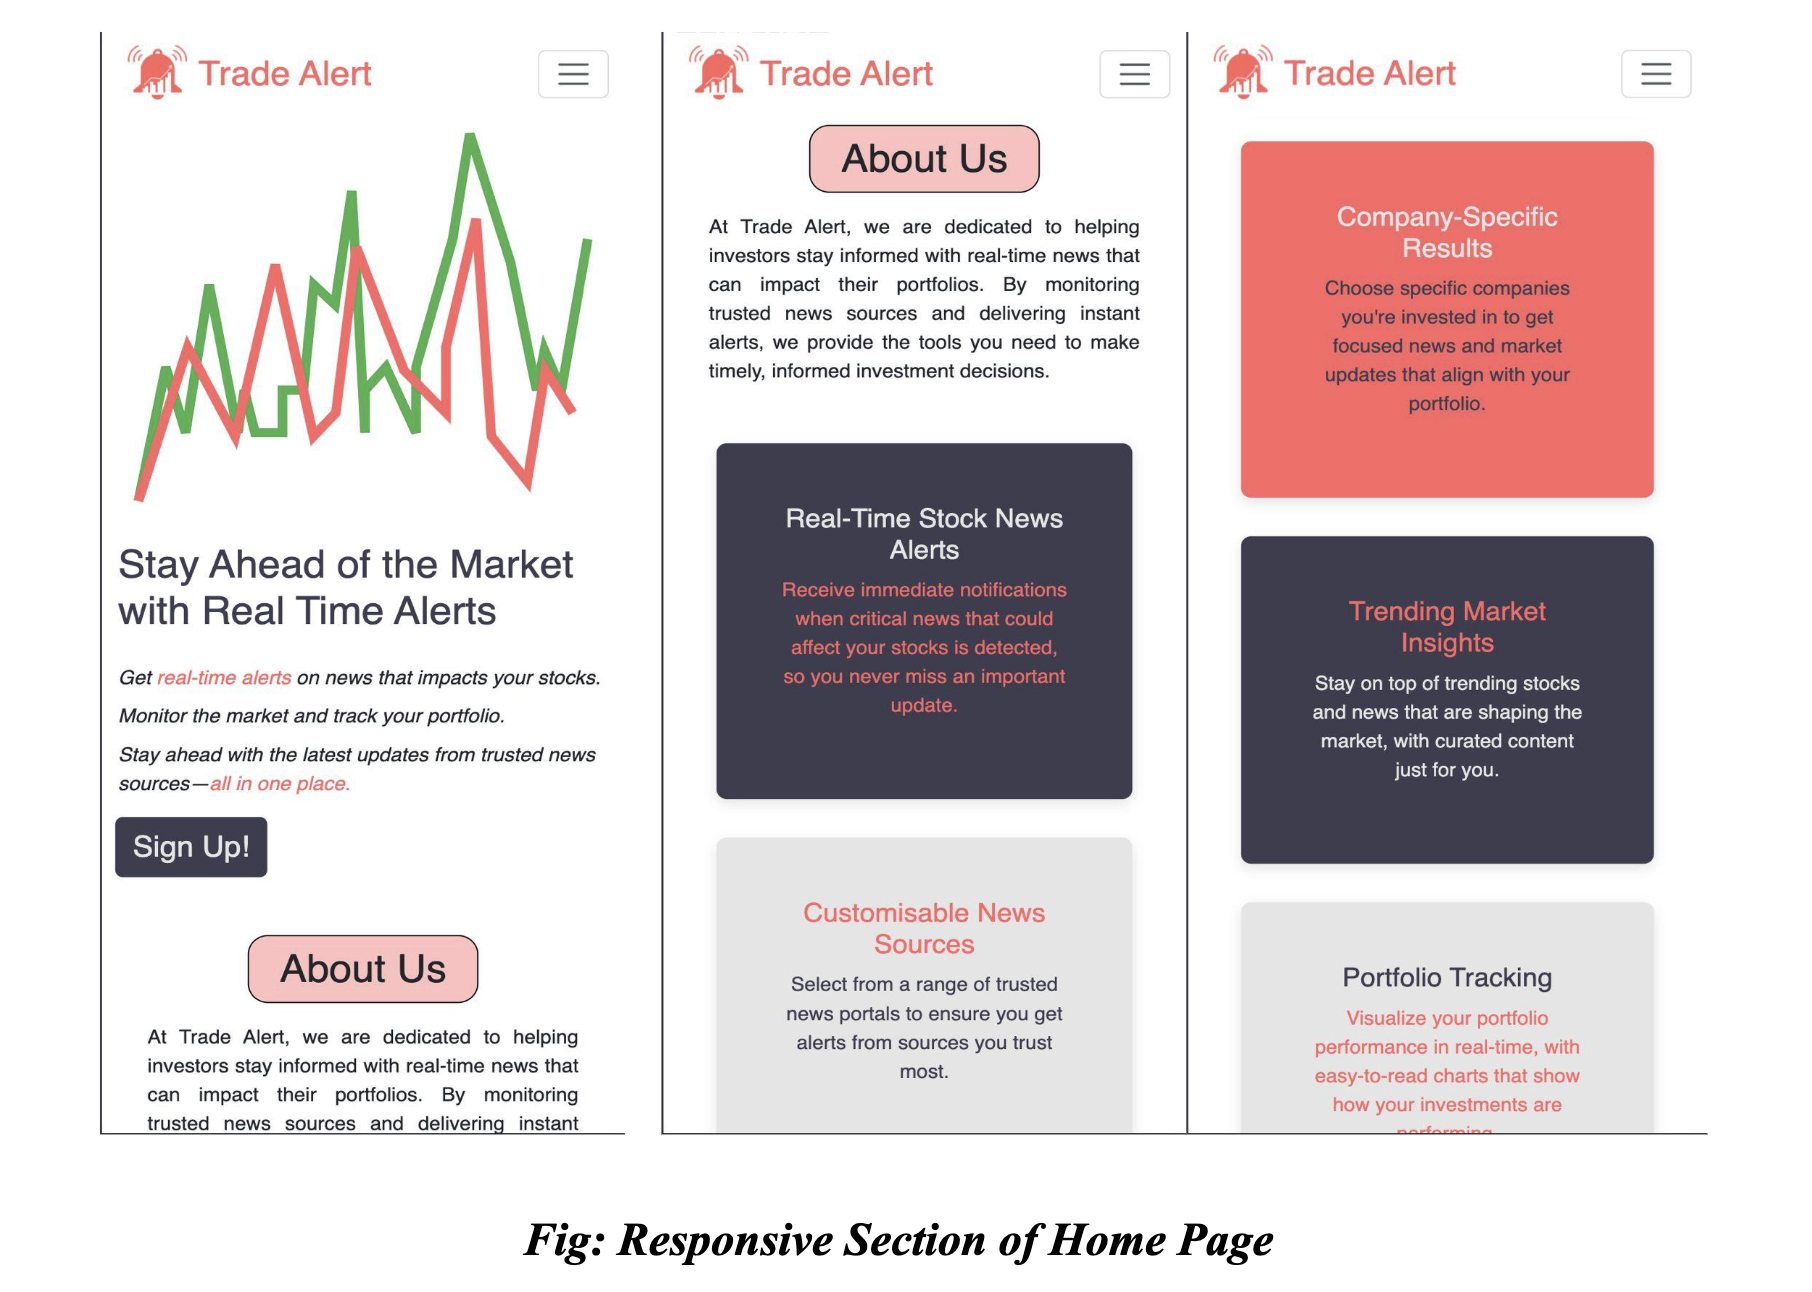 Trade Alert
Stay Ahead of the Market
with Real Time Alerts
Get real-time alerts on news that impacts your stocks.
Monitor the market and track your portfolio.
Stay ahead with the latest updates from trusted news
sources—all in one place.
Sign Up!
About Us
At Trade Alert, we are dedicated to helping
investors stay informed with real-time news that
can impact their portfolios. By monitoring
trusted news sources and delivering instant
Trade Alert
About Us
At Trade Alert, we are dedicated to helping
investors stay informed with real-time news that
can impact their portfolios. By monitoring
trusted news sources and delivering instant
alerts, we provide the tools you need to make
timely, informed investment decisions.
Real-Time Stock News
Alerts
Receive immediate notifications
when critical news that could
affect your stocks is detected,
so you never miss an important
update.
Customisable News
Sources
Select from a range of trusted
news portals to ensure you get
alerts from sources you trust
most.
Trade Alert
Company-Specific
Results
Choose specific companies
you're invested in to get
focused news and market
updates that align with your
portfolio.
Trending Market
Insights
Stay on top of trending stocks
and news that are shaping the
market, with curated content
just for you.
Portfolio Tracking
Visualize your portfolio
performance in real-time, with
easy-to-read charts that show
how your investments are
performing
Fig: Responsive Section of Home Page